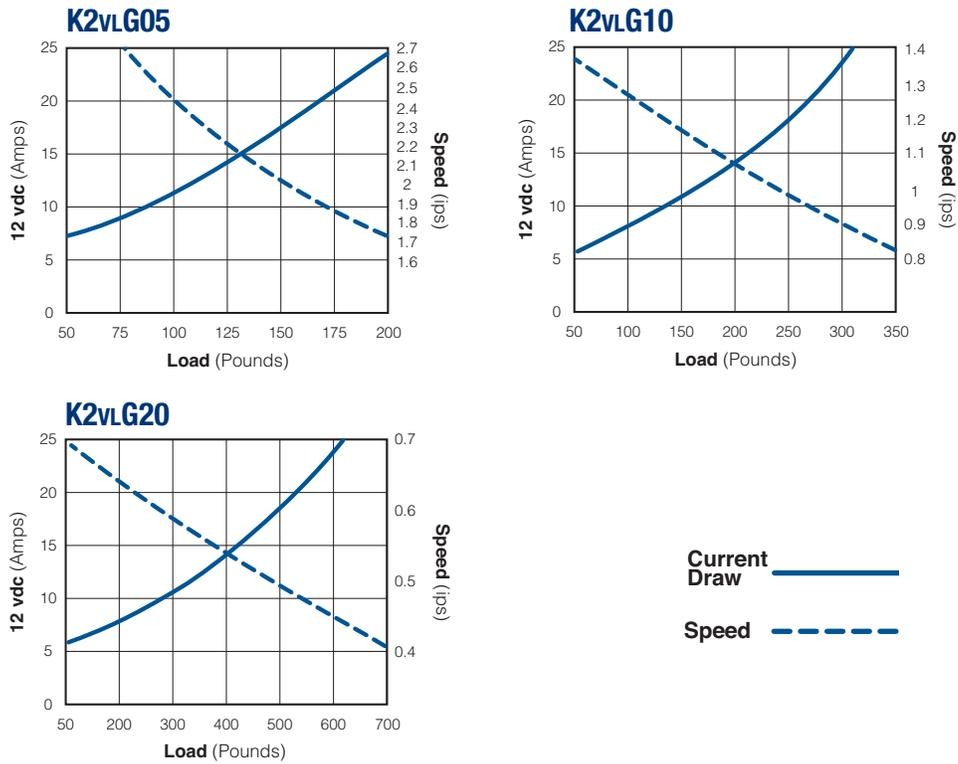 K2VLG05
25
20
15
10
5
0
12 vdc (Amps)
2.7
2.6
2.5
2.4
2.3
2.2
2.1
2
1.9
1.8
1.7
1.6
Speed (ips)
50 75 100 125 150 175 200
Load (Pounds)
K2VLG10
25
20
15
10
5
0
12 vdc (Amps)
1.4
1.3
1.2
1.1
1
0.9
0.8
Speed (ips)
50 100 150 200 250 300 350
Load (Pounds)
K2VLG20
25
20
15
10
5
0
12 vdc (Amps)
0.7
0.6
0.5
0.4
Speed (ips)
50 200 300 400 500 600 700
Load (Pounds)
Current
Draw
Speed